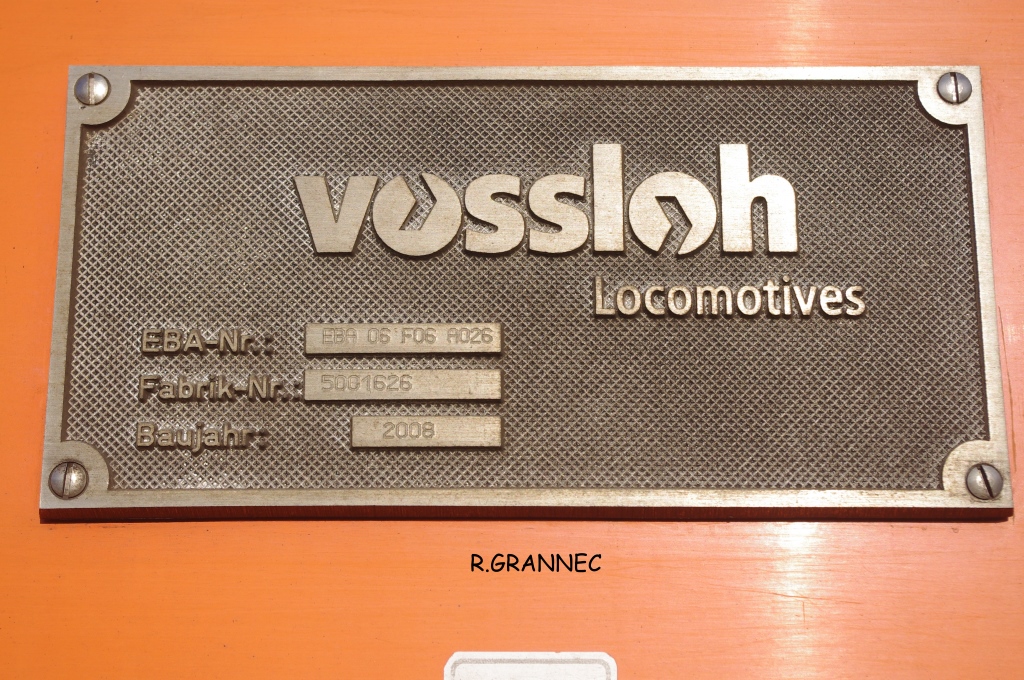 vossloh
Locomotives
EBA-Nr.: EBA 06 F06 A026
Fabrik-Nr.: 5001626
Baujahr: 2008
R.GRANNEC